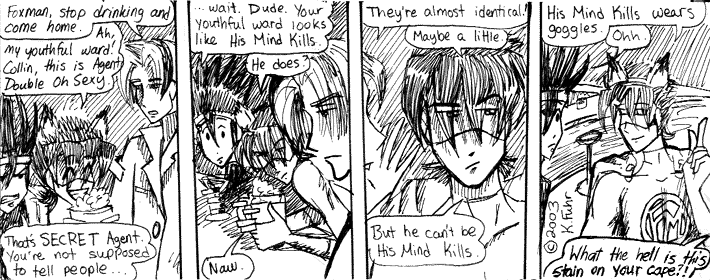 Foxman, stop drinking and
come home.
Ah,
my youthful ward!
Collin, this is Agent
Double Oh Sexy.
That's SECRET Agent.
You're not supposed
to tell people...
... wait. Dude. Your
youthful ward looks
like His Mind Kills.
He does?
Naw.
They're almost identical!
Maybe a little.
But he can't be
His Mind Kills.
His Mind Kills wears
goggles.
Ohh.
What the hell is this
stain on your cape?!!
©2003
K Fuhr